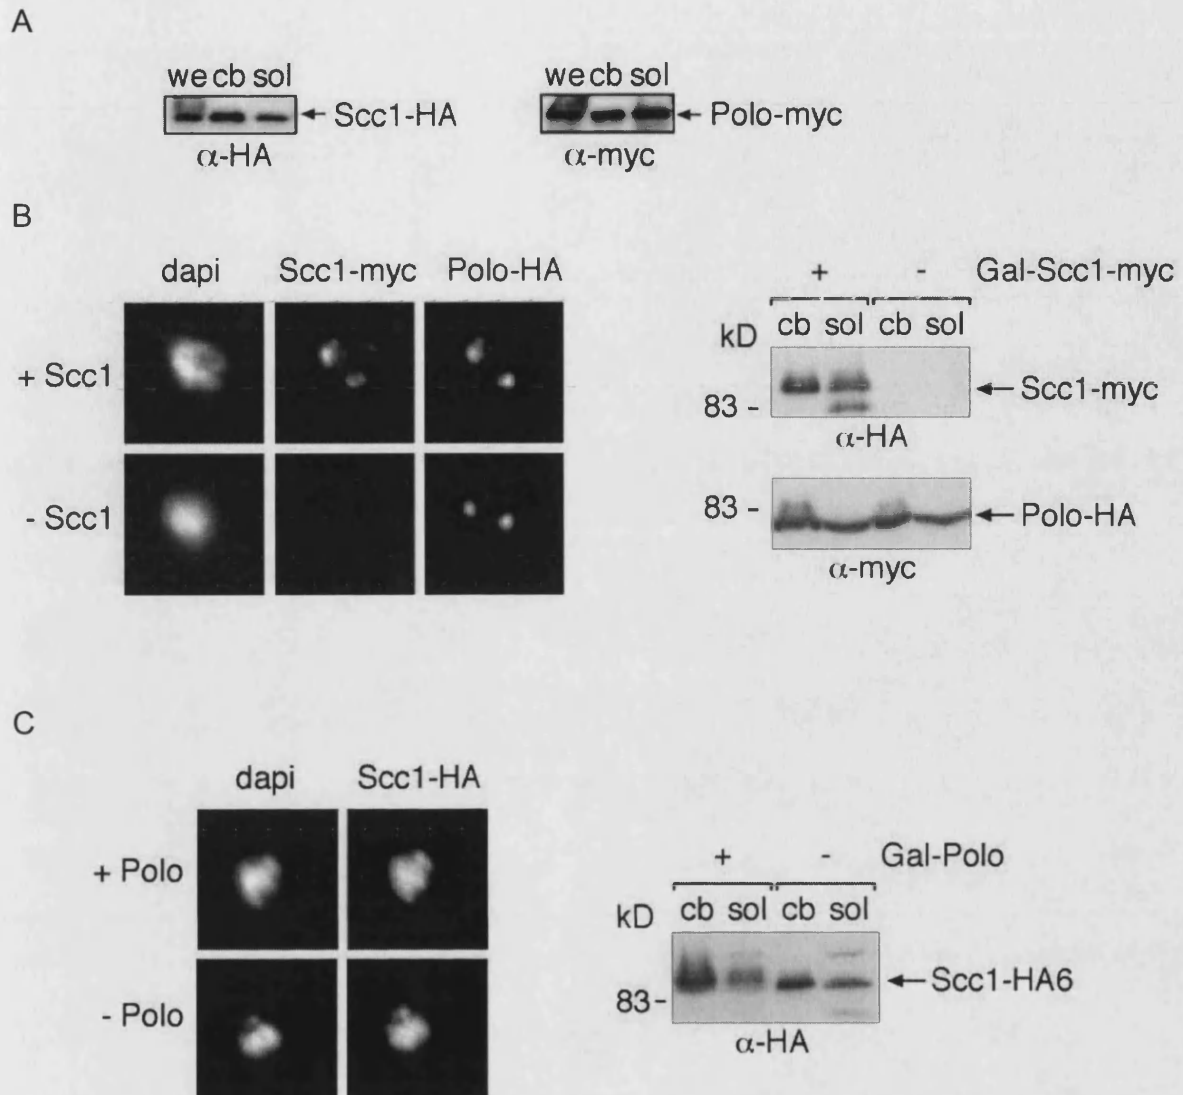 A
we cb sol
Scc1-HA
α-HA
we cb sol
Polo-myc
α-myc
B
dapi Scc1-myc Polo-HA
+ Scc1
- Scc1
+ - Gal-Scc1-myc
kD cb sol cb sol
83 - Scc1-myc
α-HA
83 - Polo-HA
α-myc
C
dapi Scc1-HA
+ Polo
- Polo
+ - Gal-Polo
kD cb sol cb sol
83 - Scc1-HA6
α-HA